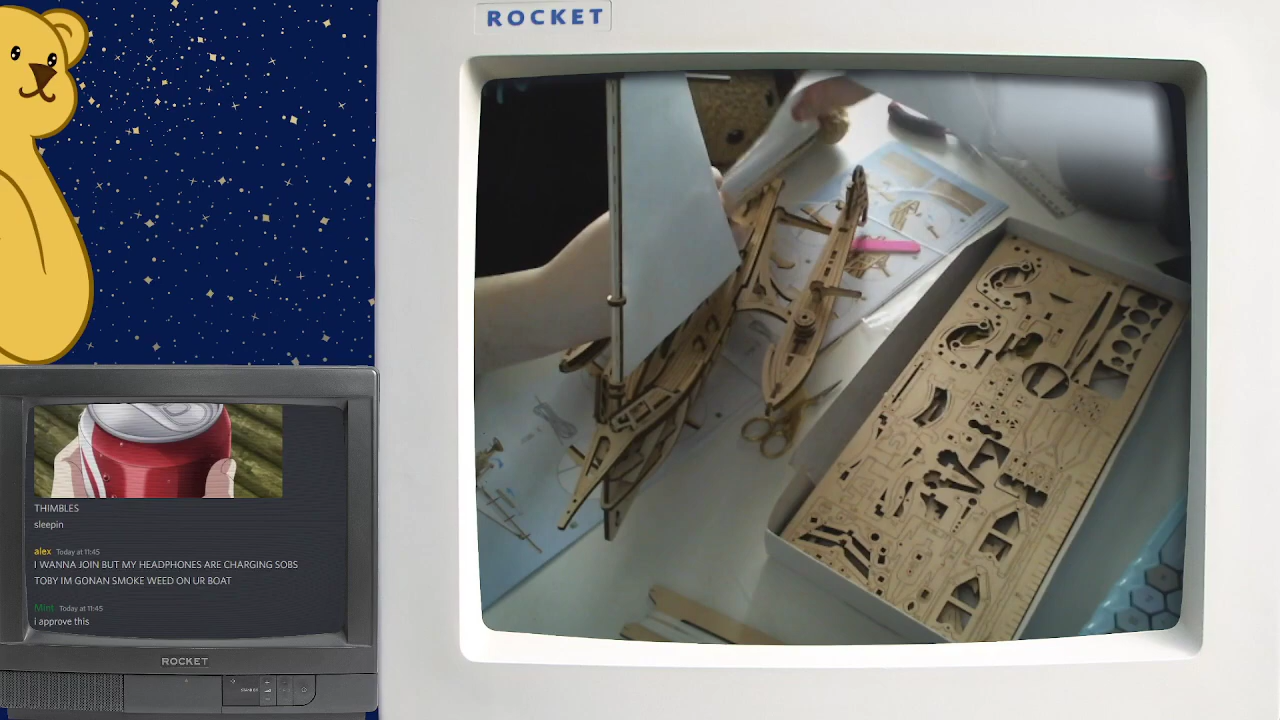 ROCKET
THIMBLES
sleepin
alex Today at 11:45
I WANNA JOIN BUT MY HEADPHONES ARE CHARGING SOBS
TOBY IM GONAN SMOKE WEED ON UR BOAT
Mint Today at 11:45
i approve this
ROCKET